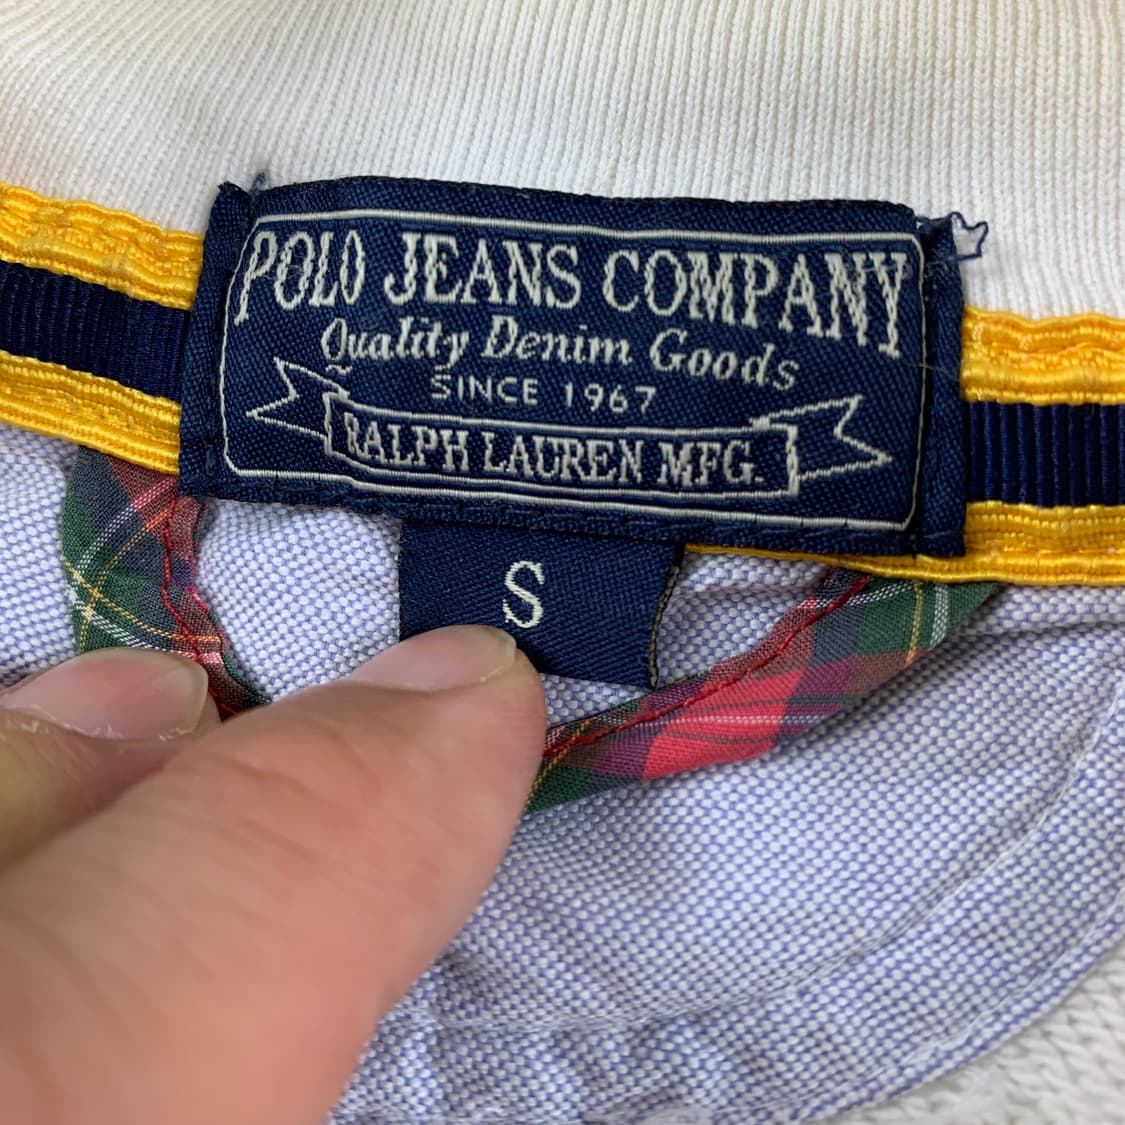 POLO JEANS COMPANY
Quality Denim Goods
SINCE 1967
RALPH LAUREN MFG.
S